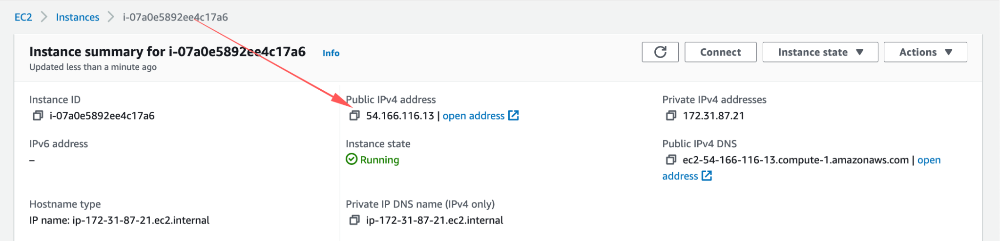 EC2 > Instances > i-07a0e5892ee4c17a6
Instance summary for i-07a0e5892ee4c17a6 Info
Connect Instance state ▼ Actions ▼
Updated less than a minute ago
Instance ID
i-07a0e5892ee4c17a6
Public IPv4 address
54.166.116.13 | open address
Private IPv4 addresses
172.31.87.21
IPv6 address
–
Instance state
Running
Public IPv4 DNS
ec2-54-166-116-13.compute-1.amazonaws.com | open
address
Hostname type
IP name: ip-172-31-87-21.ec2.internal
Private IP DNS name (IPv4 only)
ip-172-31-87-21.ec2.internal